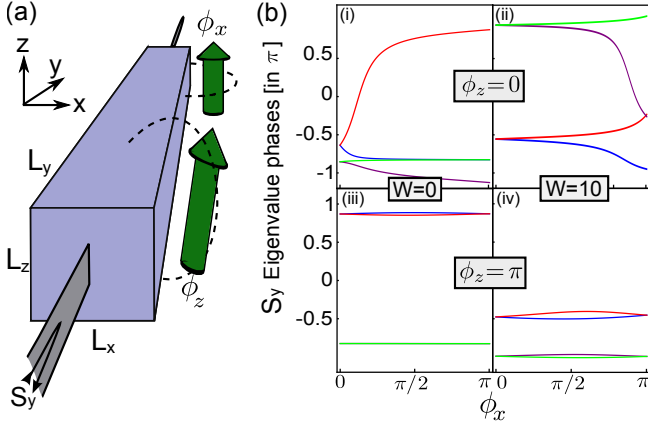 (a)
z
y
x
ϕx
Ly
Lz
Lx
ϕz
Sy
(b)
Sy Eigenvalue phases [in π]
(i)
(ii)
0.5
0
-0.5
-1
ϕz=0
W=0
W=10
(iii)
(iv)
1
0.5
0
-0.5
ϕz=π
0
π/2
π
0
π/2
π
ϕx